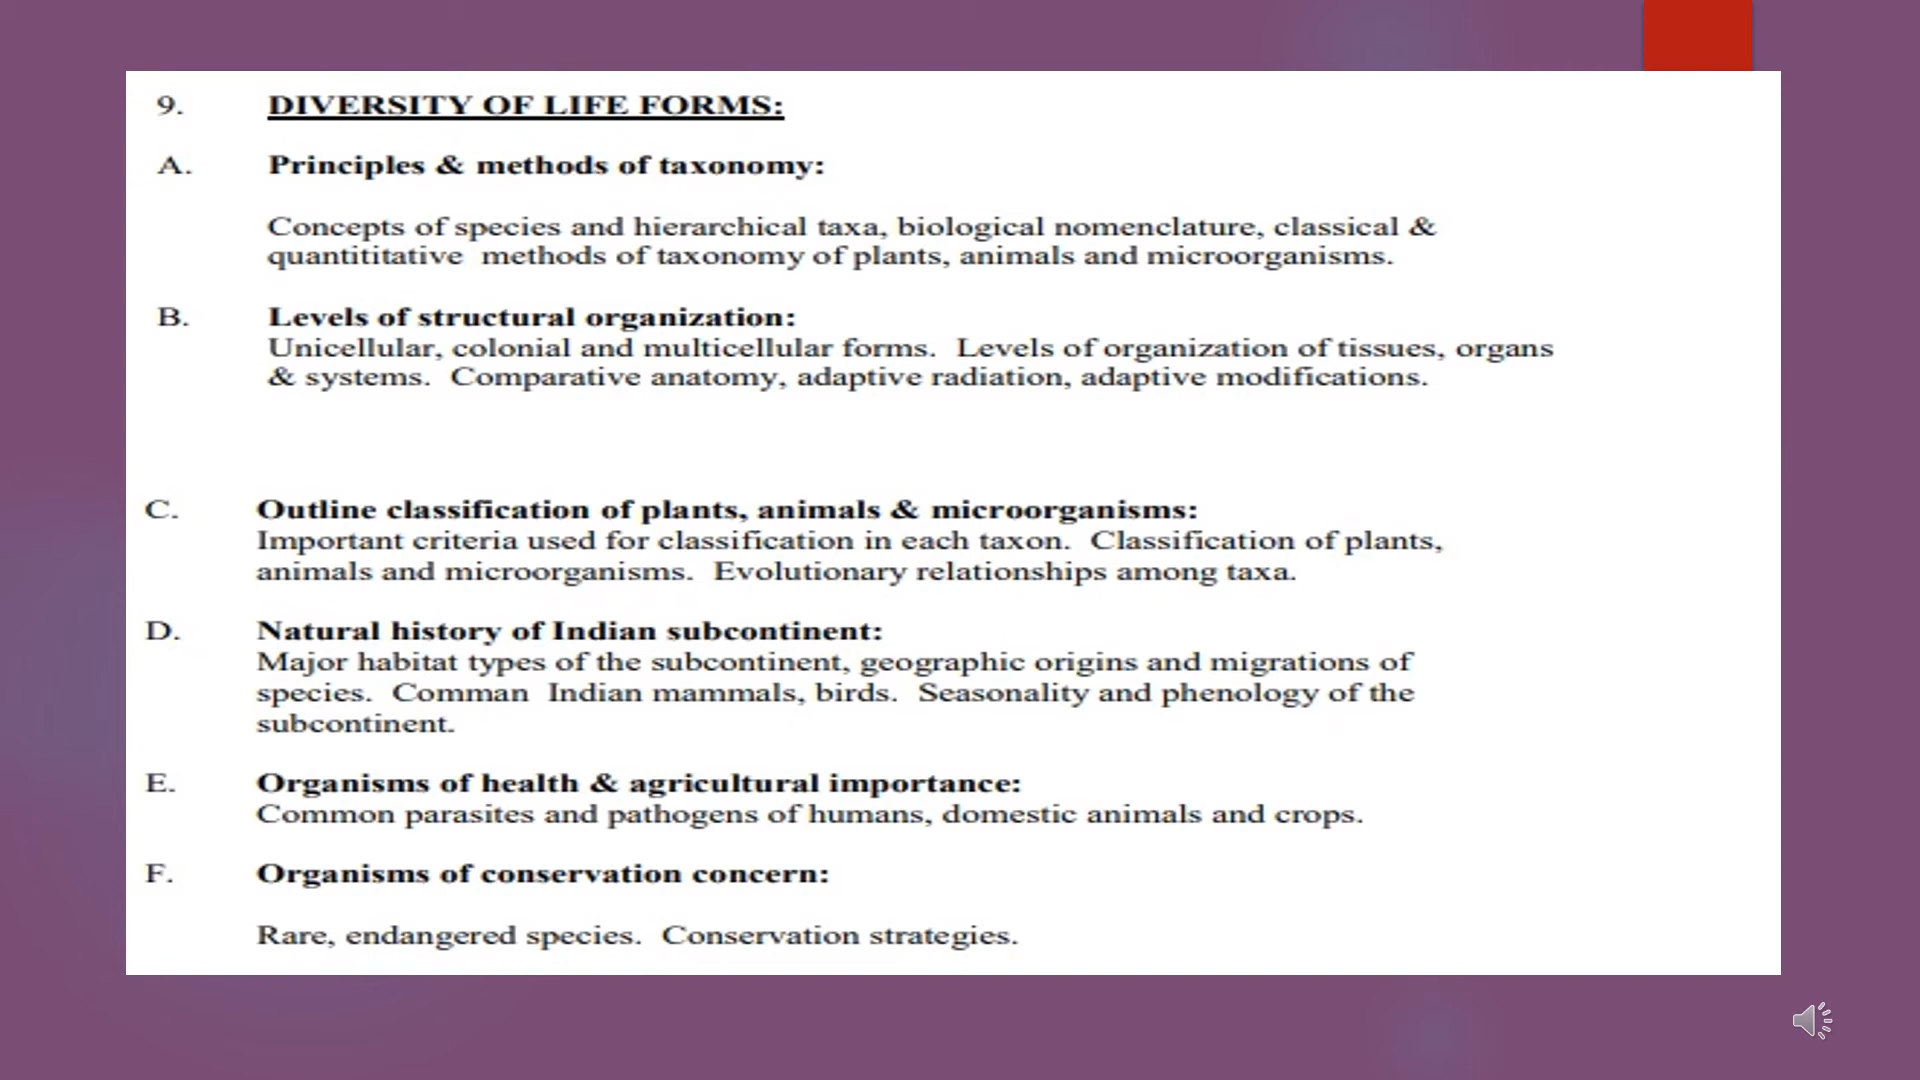 9. DIVERSITY OF LIFE FORMS:
A. Principles & methods of taxonomy:
Concepts of species and hierarchical taxa, biological nomenclature, classical &
quantititative methods of taxonomy of plants, animals and microorganisms.
B. Levels of structural organization:
Unicellular, colonial and multicellular forms. Levels of organization of tissues, organs
& systems. Comparative anatomy, adaptive radiation, adaptive modifications.
C. Outline classification of plants, animals & microorganisms:
Important criteria used for classification in each taxon. Classification of plants,
animals and microorganisms. Evolutionary relationships among taxa.
D. Natural history of Indian subcontinent:
Major habitat types of the subcontinent, geographic origins and migrations of
species. Comman Indian mammals, birds. Seasonality and phenology of the
subcontinent.
E. Organisms of health & agricultural importance:
Common parasites and pathogens of humans, domestic animals and crops.
F. Organisms of conservation concern:
Rare, endangered species. Conservation strategies.